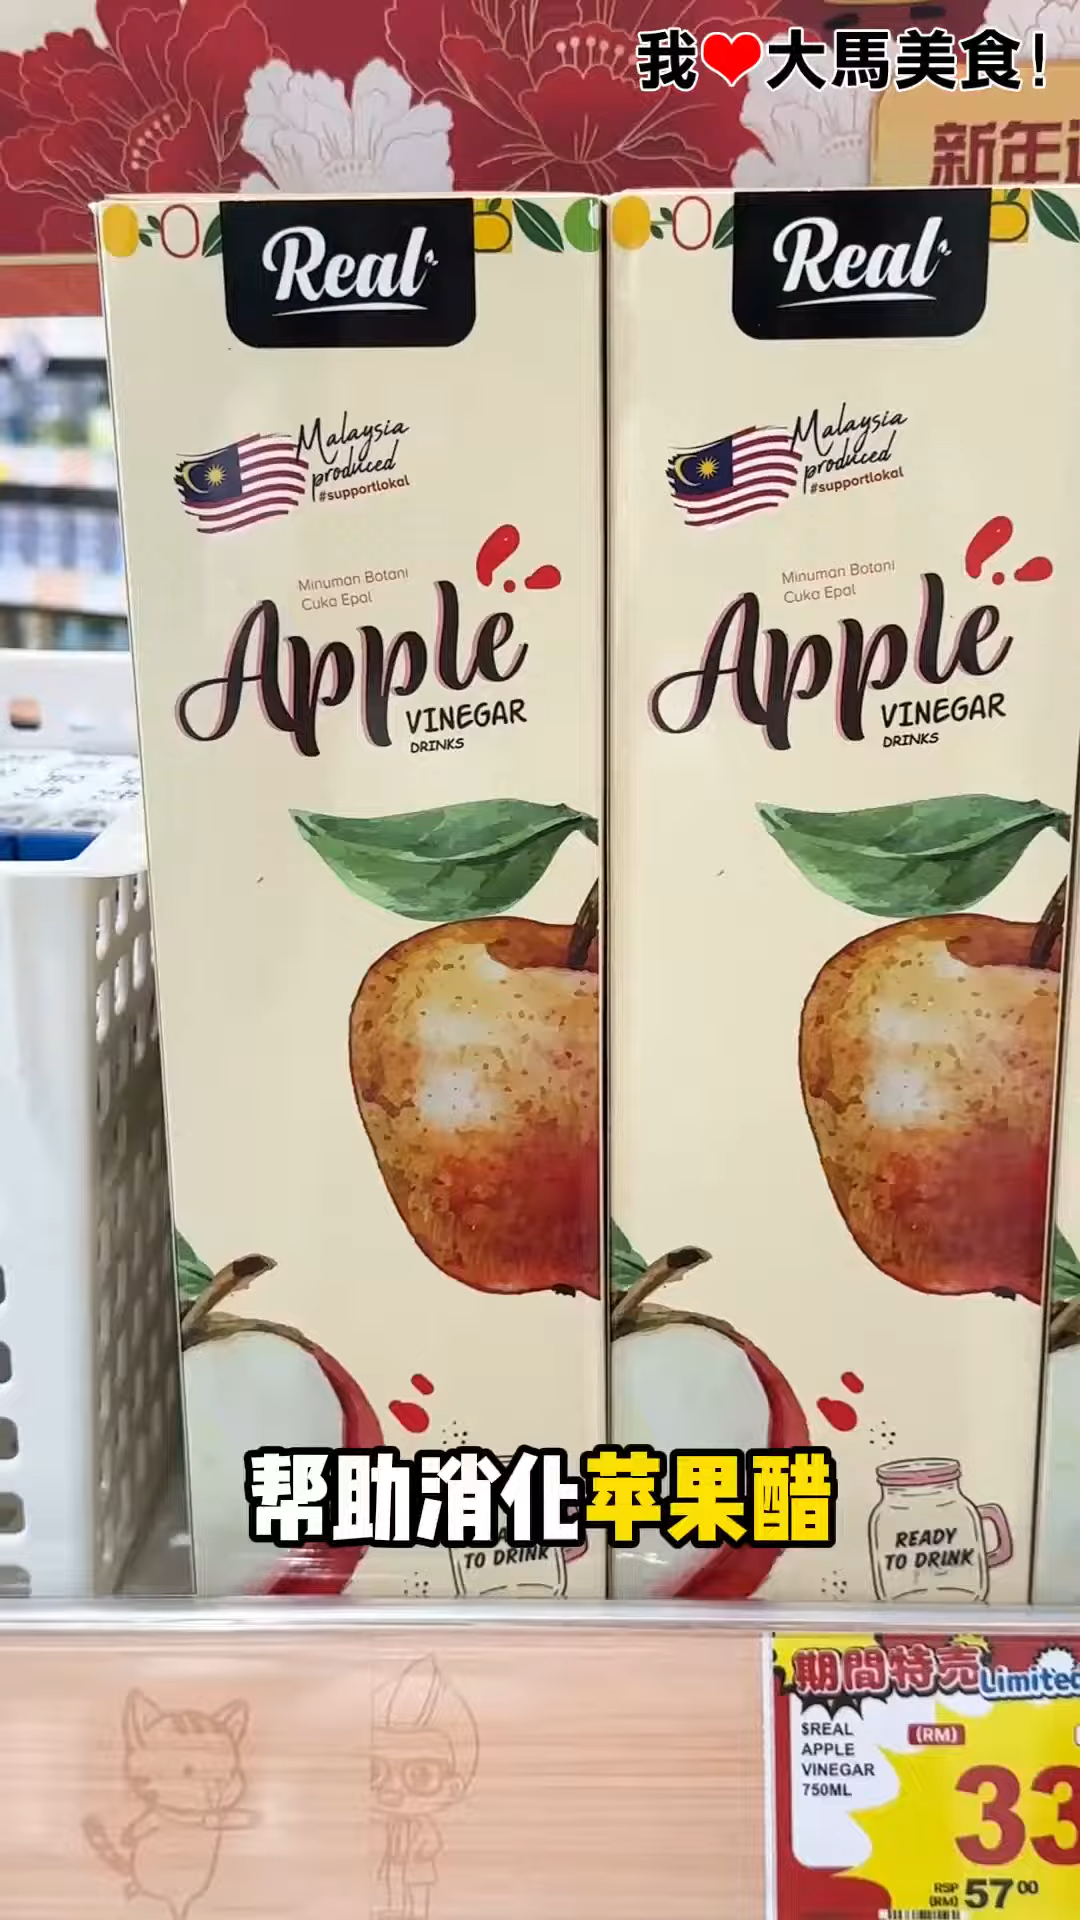 我❤大馬美食！
新年
Real
Malaysia
produced
#supportlokal
Minuman Botani
Cuka Epal
Apple
VINEGAR
DRINKS
TO DRINK
Real
Malaysia
produced
#supportlokal
Minuman Botani
Cuka Epal
Apple
VINEGAR
DRINKS
READY
TO DRINK
帮助消化苹果醋
期間特売
Limited
$REAL
APPLE
VINEGAR
750ML
(RM)
33
RSP
(RM) 57.00